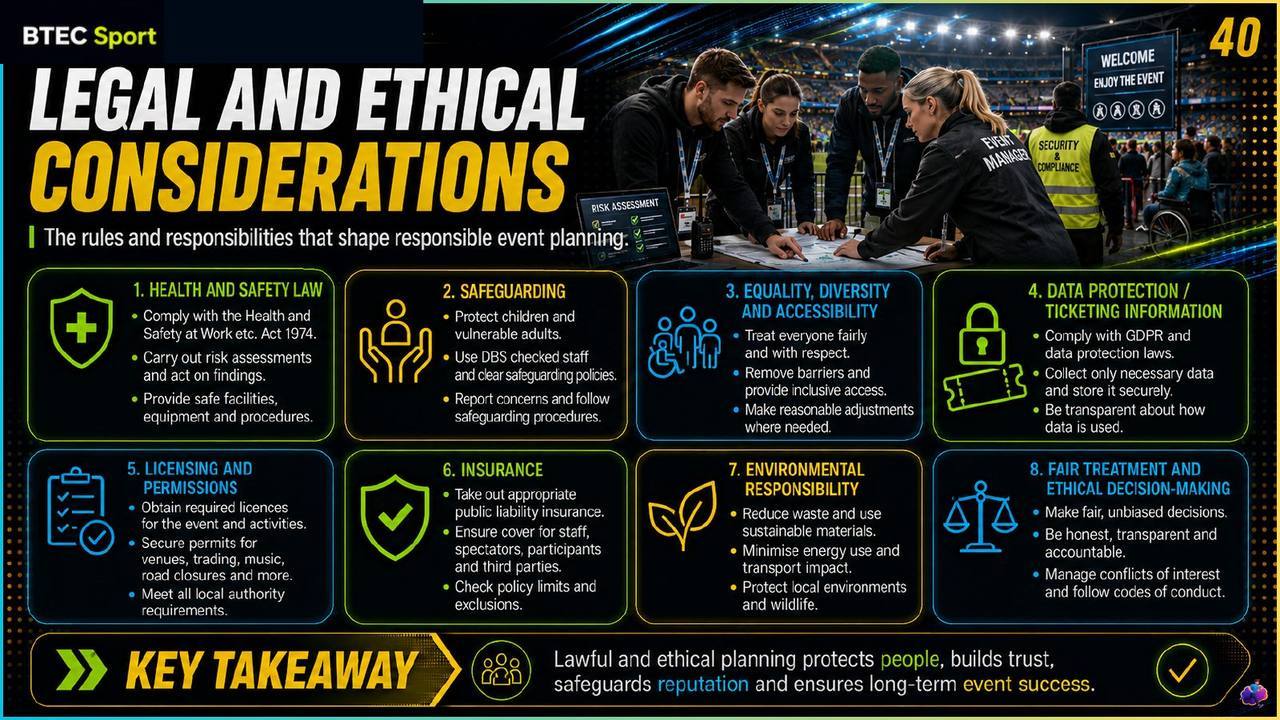 BTEC Sport
40
LEGAL AND ETHICAL
CONSIDERATIONS
The rules and responsibilities that shape responsible event planning.
RISK ASSESSMENT
EVENT
MANAGER
SECURITY
&
COMPLIANCE
WELCOME
ENJOY THE EVENT
1. HEALTH AND SAFETY LAW
• Comply with the Health and
Safety at Work etc. Act 1974.
• Carry out risk assessments
and act on findings.
• Provide safe facilities,
equipment and procedures.
2. SAFEGUARDING
• Protect children and
vulnerable adults.
• Use DBS checked staff
and clear safeguarding policies.
• Report concerns and follow
safeguarding procedures.
3. EQUALITY, DIVERSITY
AND ACCESSIBILITY
• Treat everyone fairly
and with respect.
• Remove barriers and
provide inclusive access.
• Make reasonable adjustments
where needed.
4. DATA PROTECTION /
TICKETING INFORMATION
• Comply with GDPR and
data protection laws.
• Collect only necessary data
and store it securely.
• Be transparent about how
data is used.
5. LICENSING AND
PERMISSIONS
• Obtain required licences
for the event and activities.
• Secure permits for
venues, trading, music,
road closures and more.
• Meet all local authority
requirements.
6. INSURANCE
• Take out appropriate
public liability insurance.
• Ensure cover for staff,
spectators, participants
and third parties.
• Check policy limits and
exclusions.
7. ENVIRONMENTAL
RESPONSIBILITY
• Reduce waste and use
sustainable materials.
• Minimise energy use and
transport impact.
• Protect local environments
and wildlife.
8. FAIR TREATMENT AND
ETHICAL DECISION-MAKING
• Make fair, unbiased decisions.
• Be honest, transparent and
accountable.
• Manage conflicts of interest
and follow codes of conduct.
KEY TAKEAWAY
Lawful and ethical planning protects people, builds trust,
safeguards reputation and ensures long-term event success.